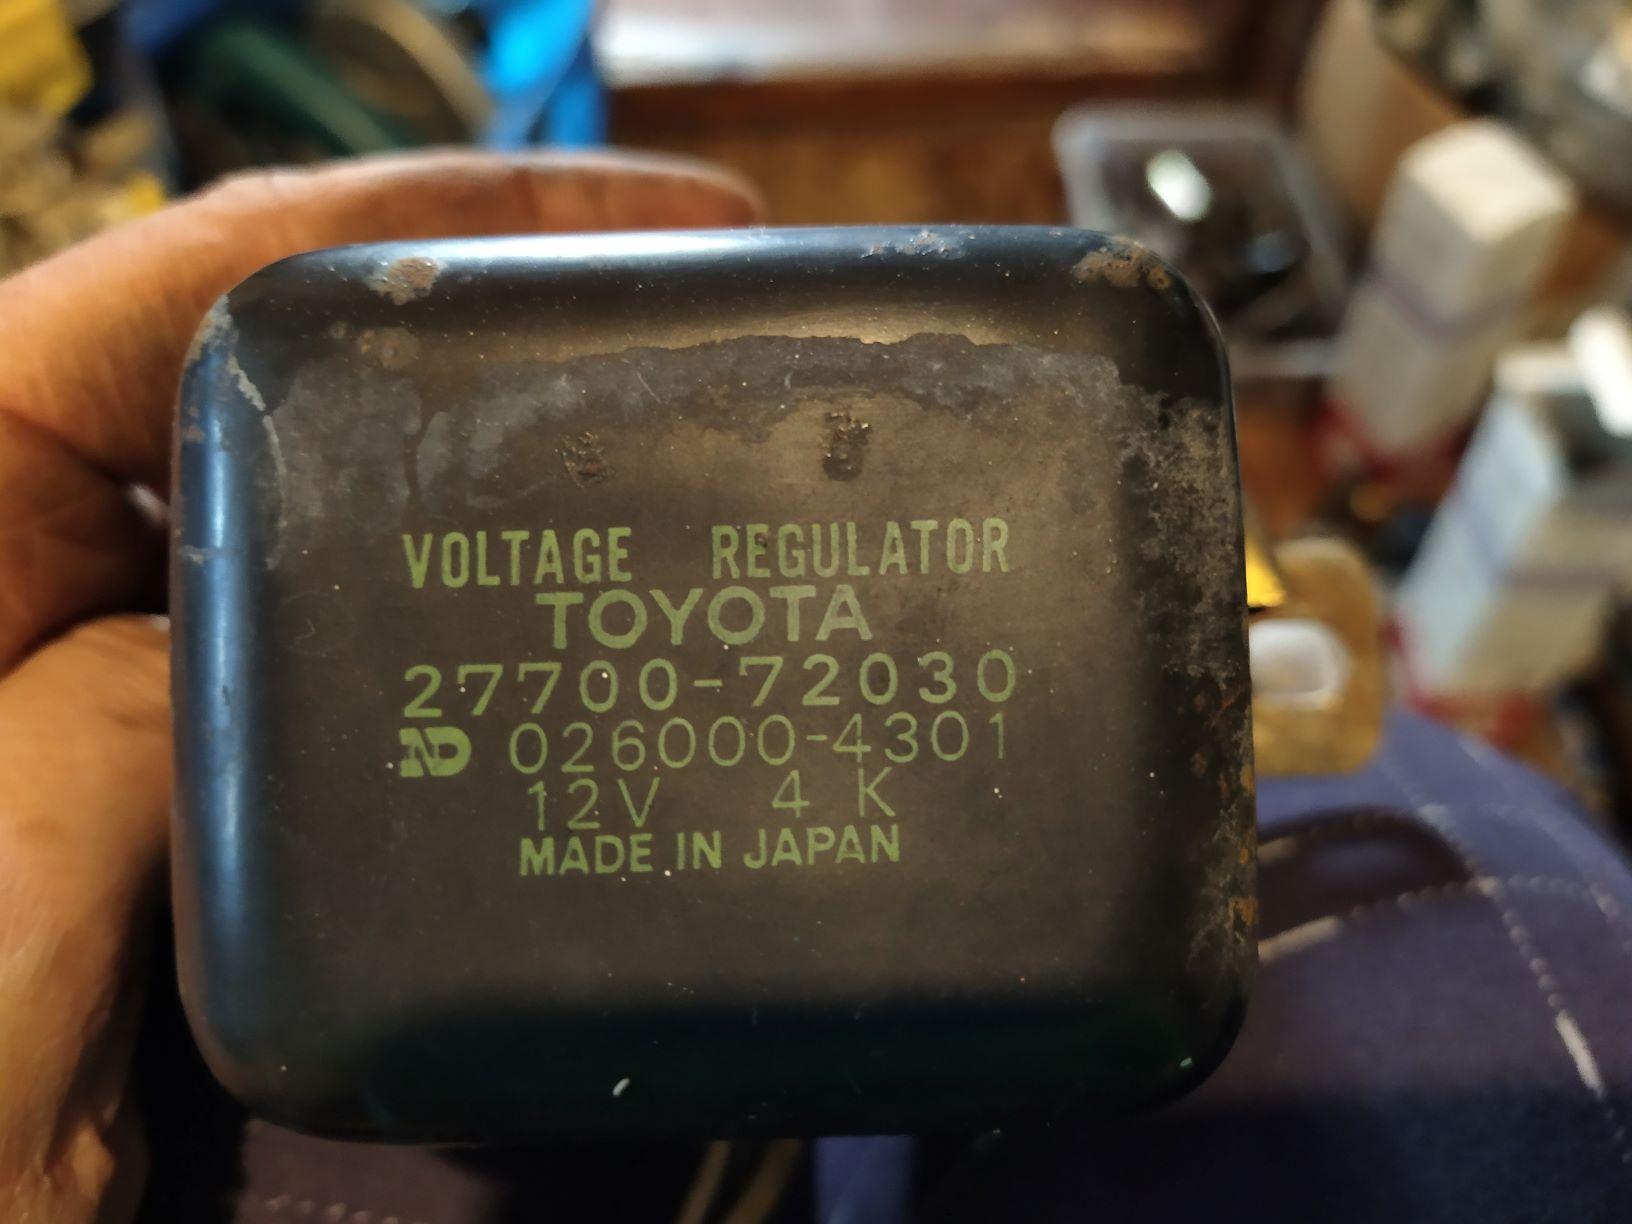 VOLTAGE REGULATOR
TOYOTA
27700-72030
ND 026000-4301
12V 4 K
MADE IN JAPAN